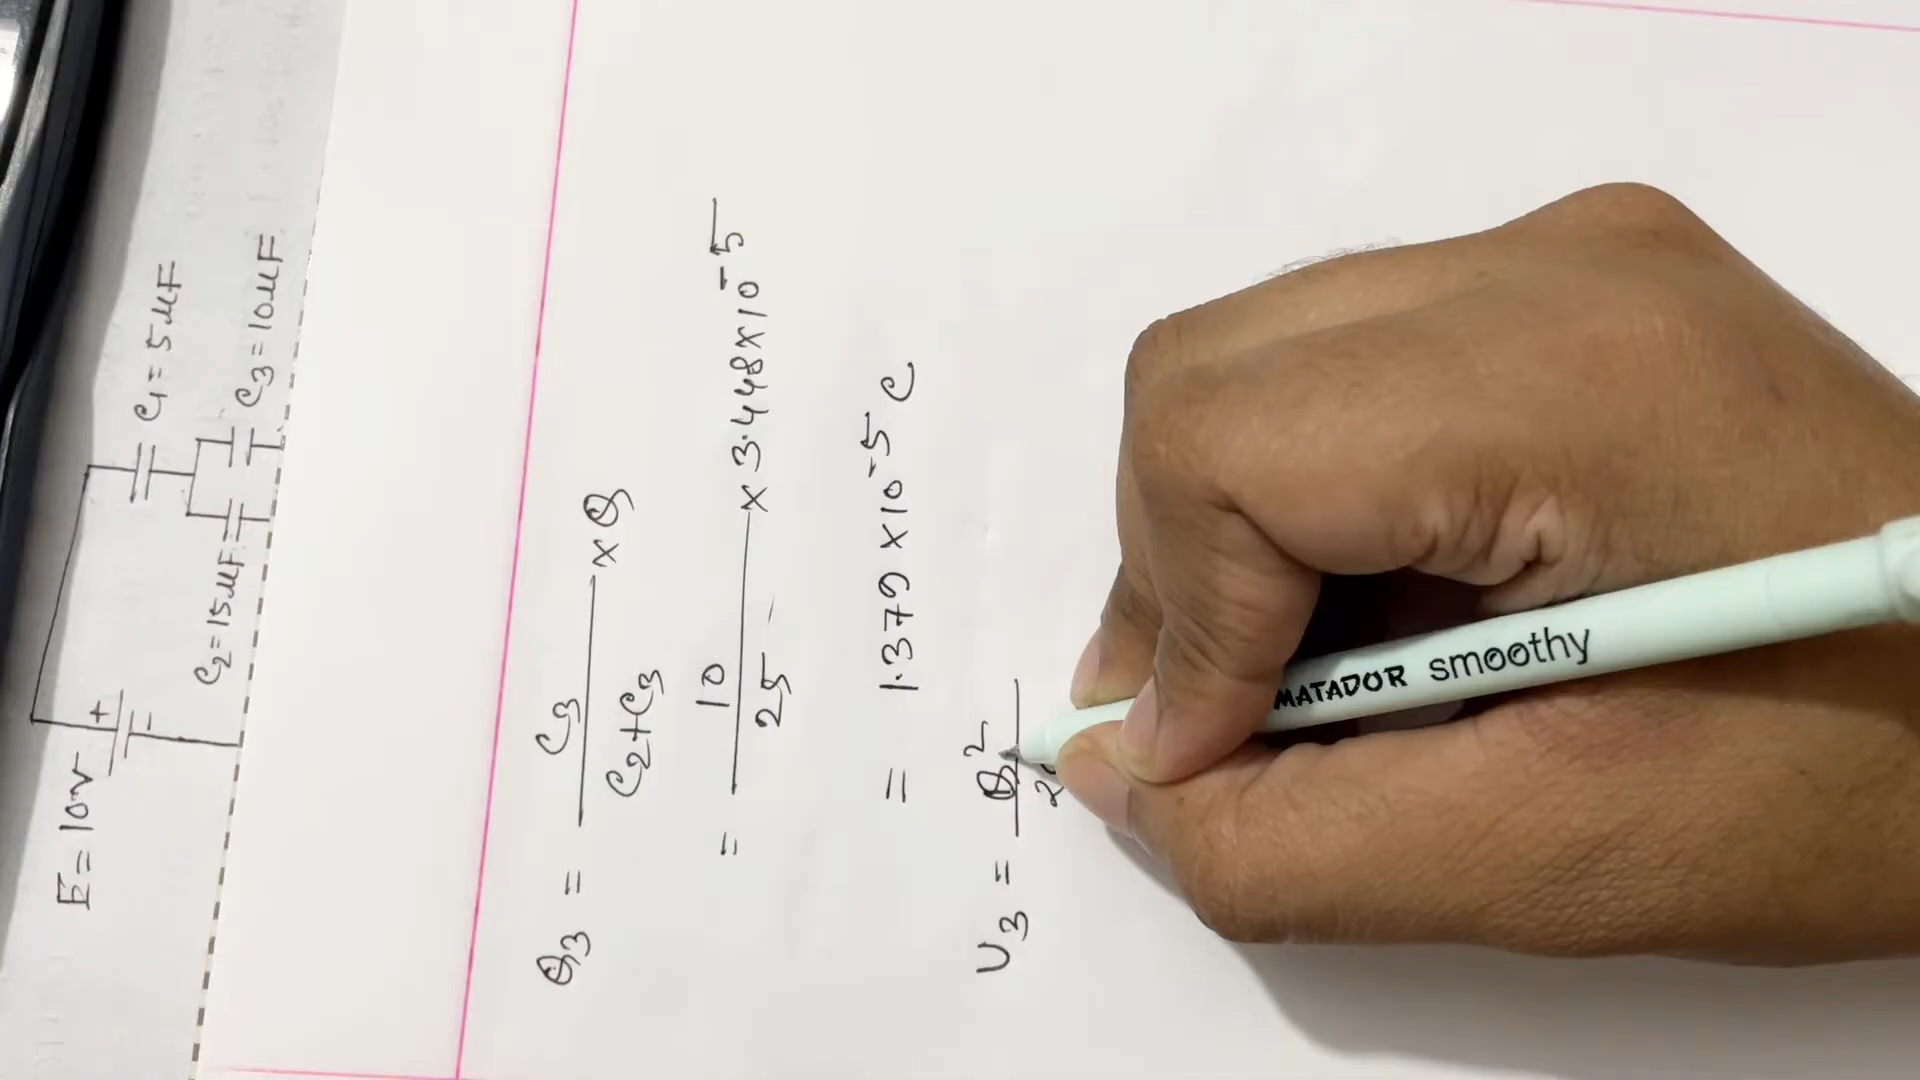 E = 10V
+
-
C₁ = 5μF
C₂ = 15μF
C₃ = 10μF
Q₃ = C₃ / C₂+C₃ × Q
= 10 / 25 × 3.448×10⁻⁵
= 1.379×10⁻⁵ C
U₃ = Q² / 2
MATADOR smoothy